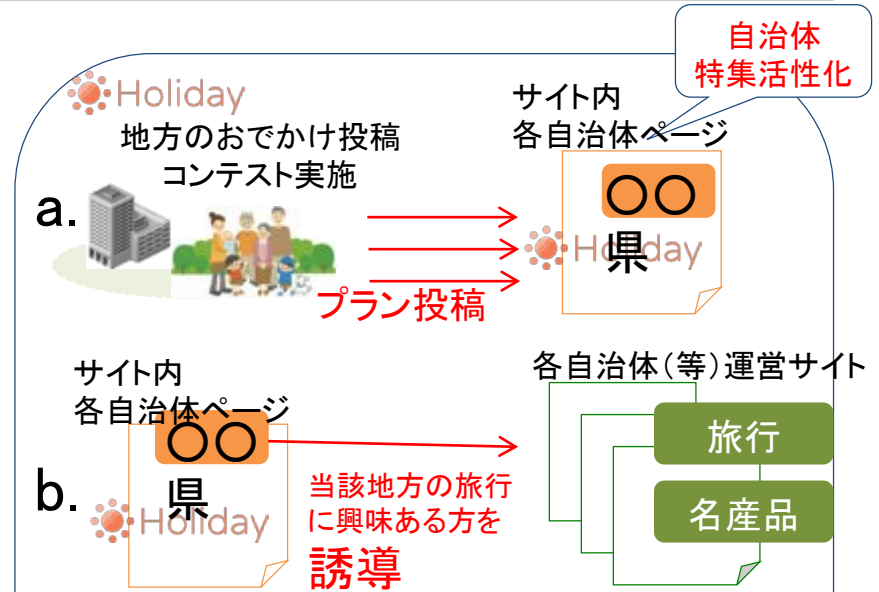 自治体
特集活性化
Holiday
地方のおでかけ投稿
コンテスト実施
サイト内
各自治体ページ
a.
〇〇
県
Holiday
プラン投稿
サイト内
各自治体ページ
各自治体（等）運営サイト
〇〇
県
b.
Holiday
当該地方の旅行
に興味ある方を
誘導
旅行
名産品